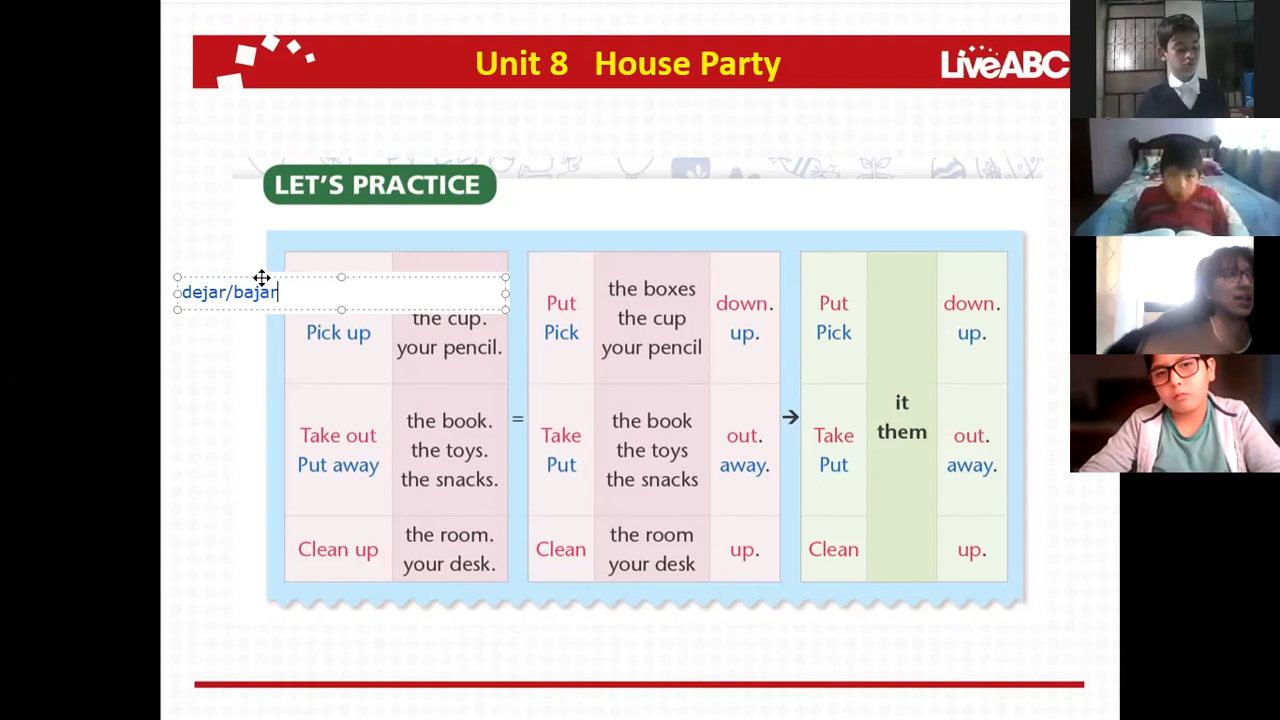 Unit 8 House Party
LiveABC
LET'S PRACTICE
dejar/bajar
Pick up
the cup.
your pencil.
Take out
Put away
the book.
the toys.
the snacks.
Clean up
the room.
your desk.
=
Put
Pick
the boxes
the cup
your pencil
down.
up.
Take
Put
the book
the toys
the snacks
out.
away.
Clean
the room
your desk
up.
→
Put
Pick
down.
up.
it
them
Take
Put
out.
away.
Clean
up.